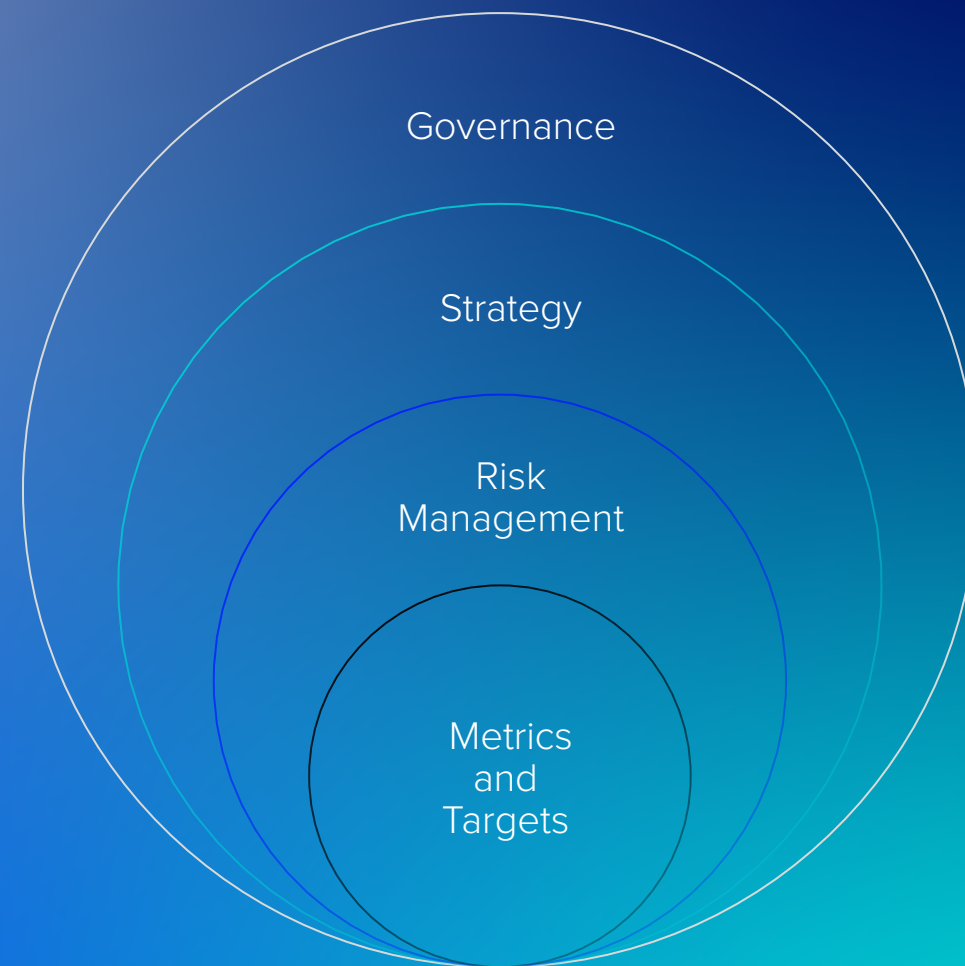 Governance
Strategy
Risk
Management
Metrics
and
Targets